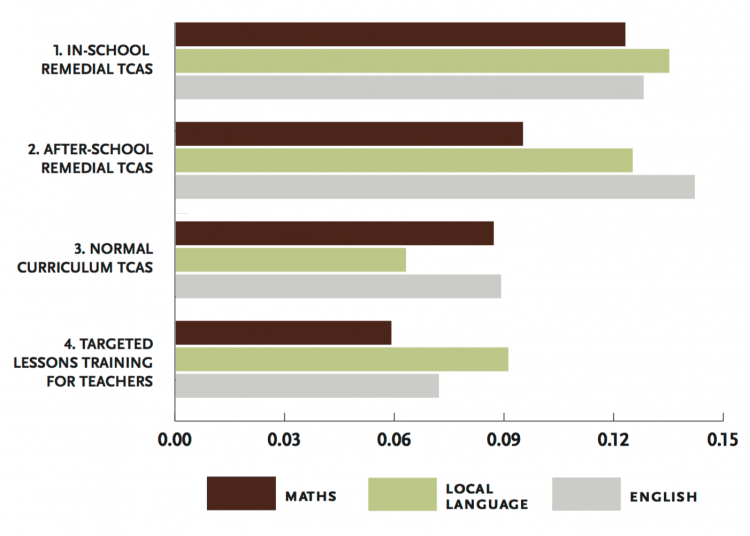 1. IN-SCHOOL
REMEDIAL TCAS
2. AFTER-SCHOOL
REMEDIAL TCAS
3. NORMAL
CURRICULUM TCAS
4. TARGETED
LESSONS TRAINING
FOR TEACHERS
0.00 0.03 0.06 0.09 0.12 0.15
MATHS
LOCAL
LANGUAGE
ENGLISH